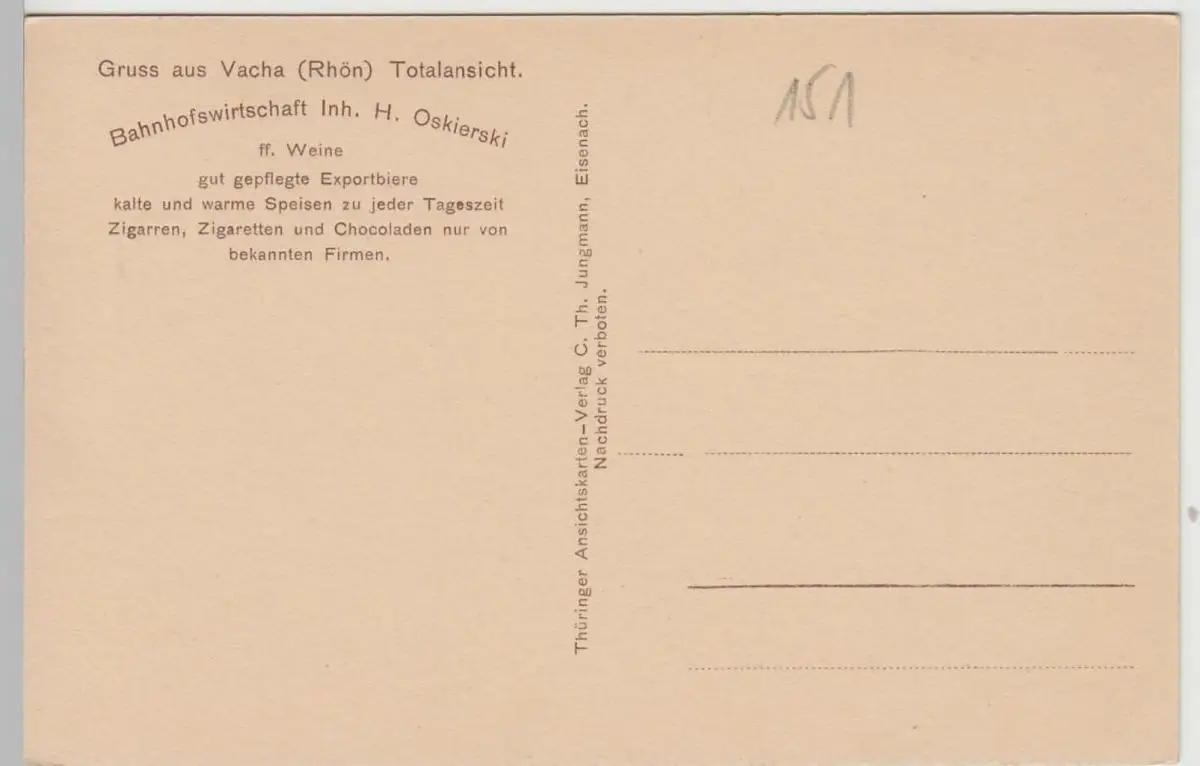 Gruss aus Vacha (Rhön) Totalansicht.
Bahnhofswirtschaft Inh. H. Oskierski
ff. Weine
gut gepflegte Exportbiere
kalte und warme Speisen zu jeder Tageszeit
Zigarren, Zigaretten und Chocoladen nur von
bekannten Firmen.
Thüringer Ansichtskarten-Verlag C. Th. Jungmann, Eisenach.
Nachdruck verboten.
151